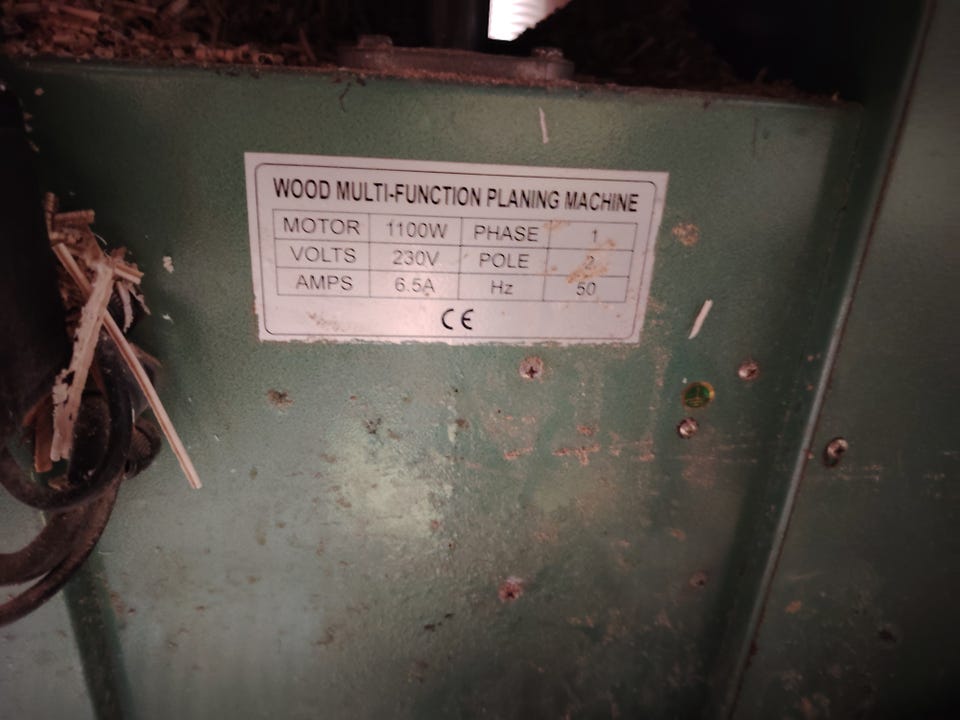 WOOD MULTI-FUNCTION PLANING MACHINE
MOTOR 1100W PHASE 1
VOLTS 230V POLE 2
AMPS 6.5A Hz 50
CE